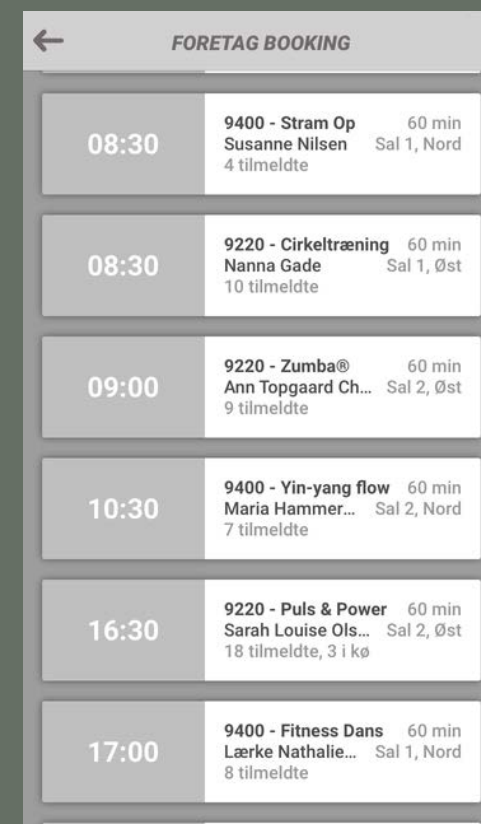 FORETAG BOOKING
08:30
9400 - Stram Op 60 min
Susanne Nilsen Sal 1, Nord
4 tilmeldte
08:30
9220 - Cirkeltræning 60 min
Nanna Gade Sal 1, Øst
10 tilmeldte
09:00
9220 - Zumba® 60 min
Ann Topgaard Ch... Sal 2, Øst
9 tilmeldte
10:30
9400 - Yin-yang flow 60 min
Maria Hammer... Sal 2, Nord
7 tilmeldte
16:30
9220 - Puls & Power 60 min
Sarah Louise Ols... Sal 2, Øst
18 tilmeldte, 3 i kø
17:00
9400 - Fitness Dans 60 min
Lærke Nathalie... Sal 1, Nord
8 tilmeldte